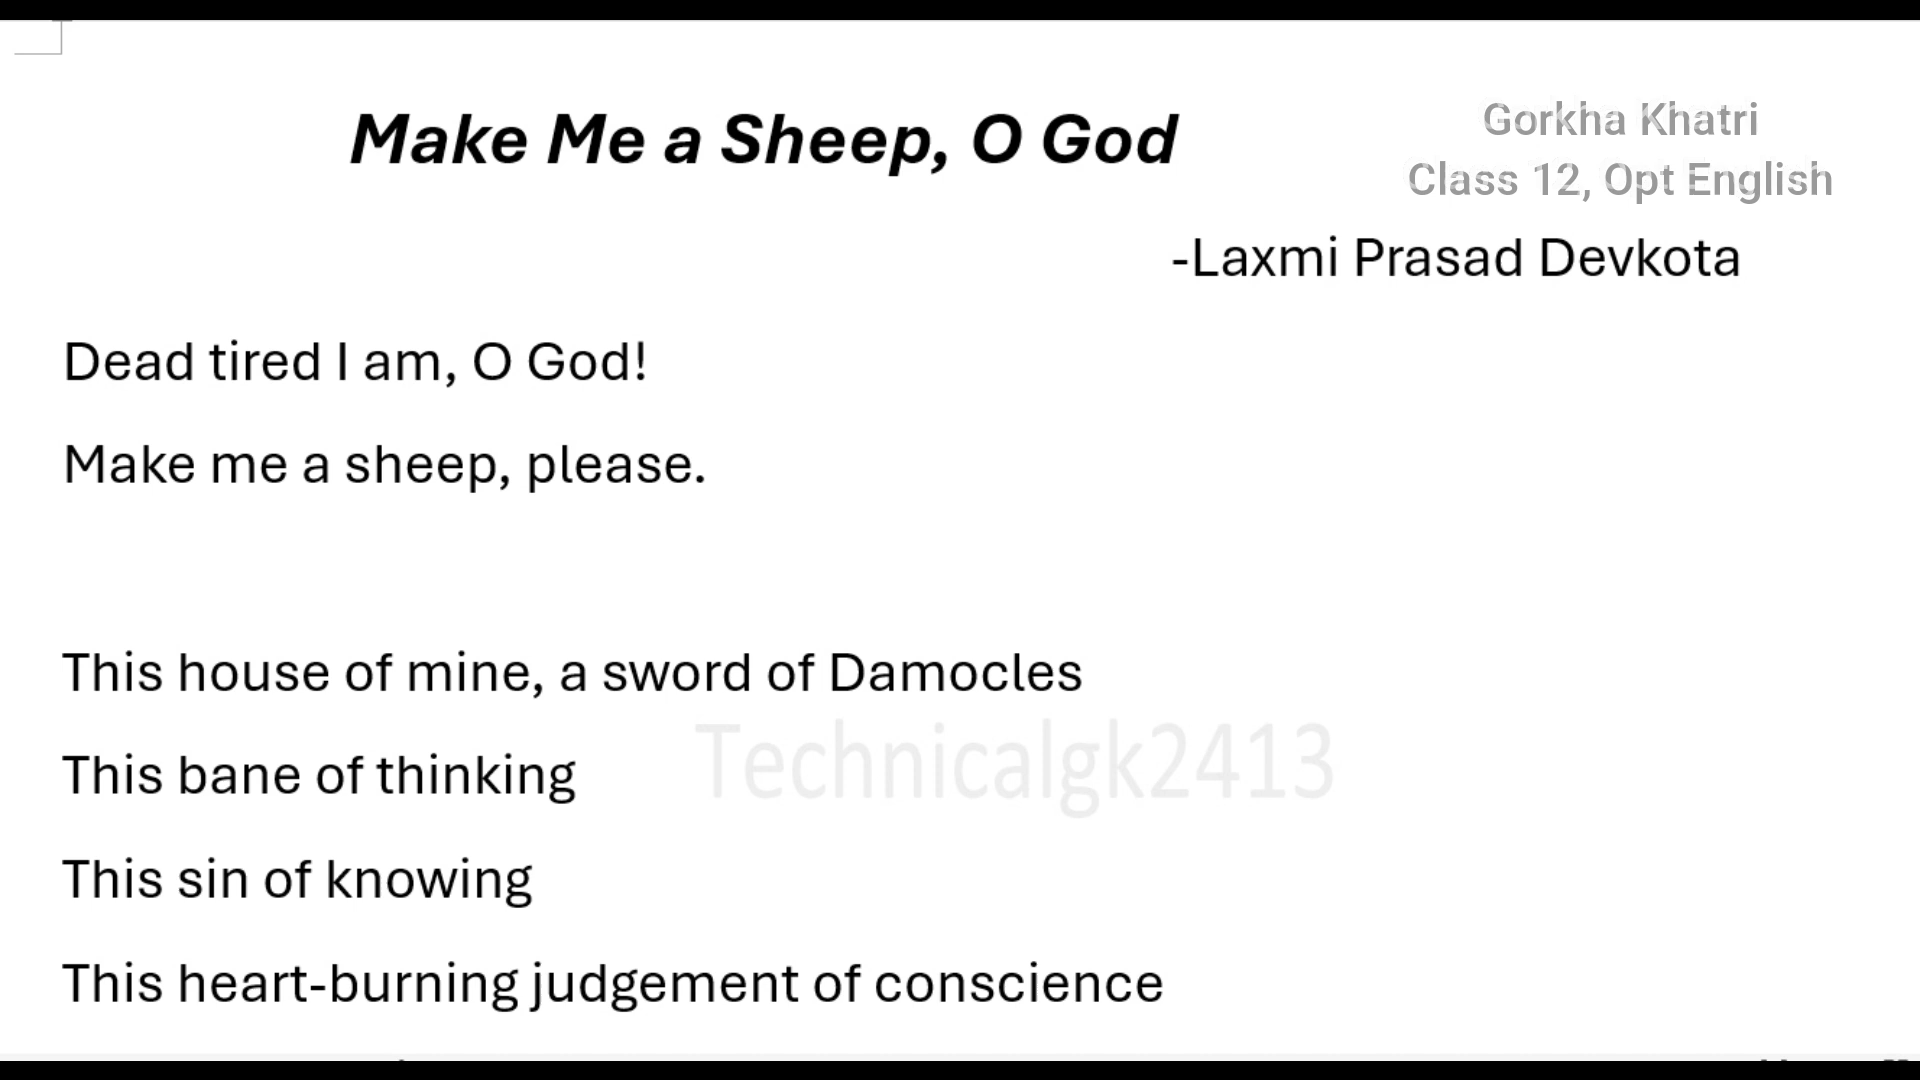 Make Me a Sheep, O God
Gorkha Khatri
Class 12, Opt English
-Laxmi Prasad Devkota
Dead tired I am, O God!
Make me a sheep, please.
This house of mine, a sword of Damocles
This bane of thinking
Technicalgk2413
This sin of knowing
This heart-burning judgement of conscience